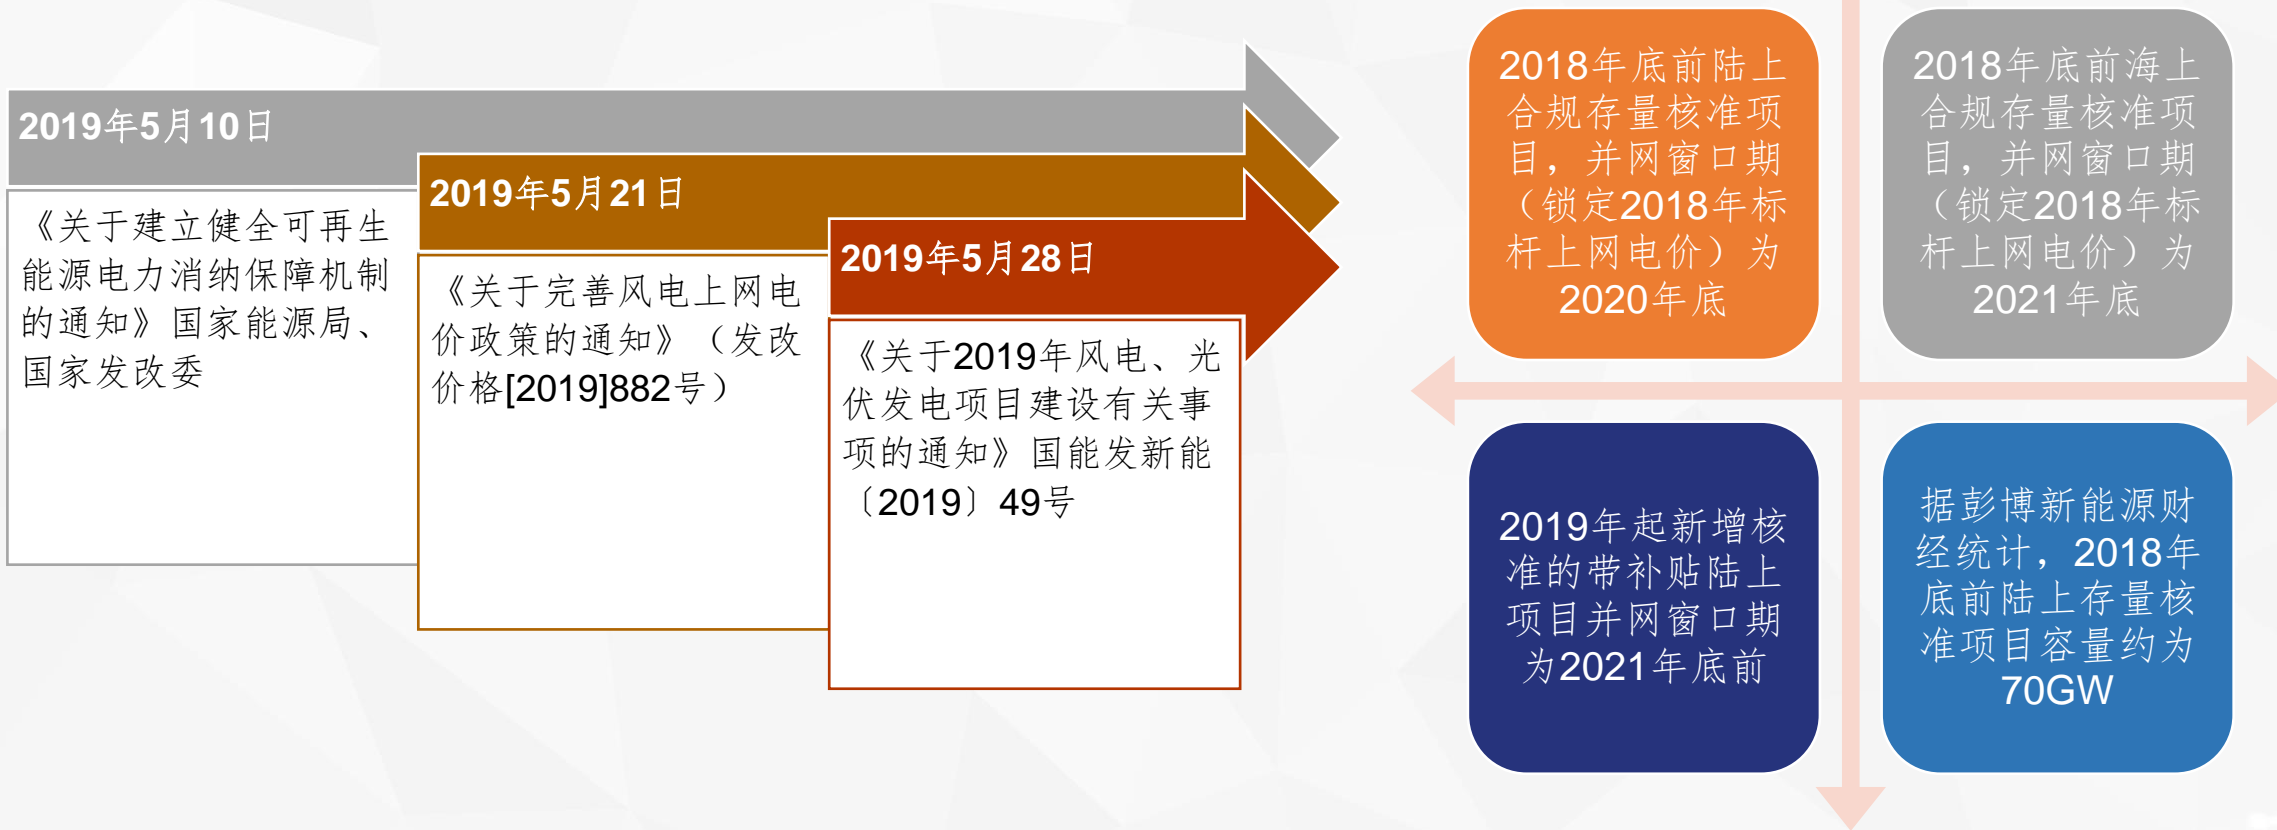 2019年5月10日
《关于建立健全可再生
能源电力消纳保障机制
的通知》国家能源局、
国家发改委
2019年5月21日
《关于完善风电上网电
价政策的通知》（发改
价格[2019]882号）
2019年5月28日
《关于2019年风电、光
伏发电项目建设有关事
项的通知》国能发新能
〔2019〕49号
2018年底前陆上
合规存量核准项
目，并网窗口期
（锁定2018年标
杆上网电价）为
2020年底
2018年底前海上
合规存量核准项
目，并网窗口期
（锁定2018年标
杆上网电价）为
2021年底
2019年起新增核
准的带补贴陆上
项目并网窗口期
为2021年底前
据彭博新能源财
经统计，2018年
底前陆上存量核
准项目容量约为
70GW